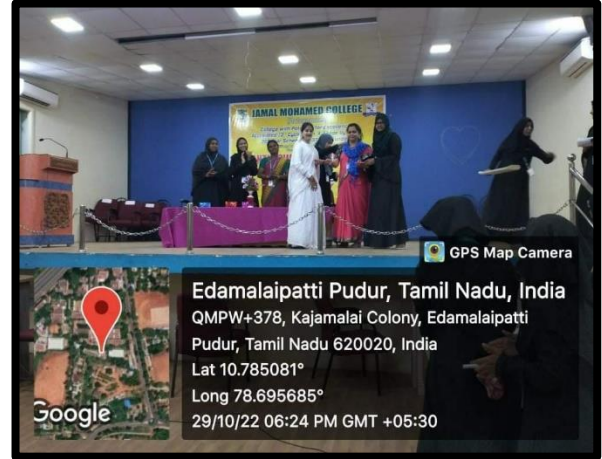 JAMAL MOHAMED COLLEGE
GPS Map Camera
Edamalaipatti Pudur, Tamil Nadu, India
QMPW+378, Kajamalai Colony, Edamalaipatti
Pudur, Tamil Nadu 620020, India
Lat 10.785081°
Long 78.695685°
29/10/22 06:24 PM GMT +05:30
Google